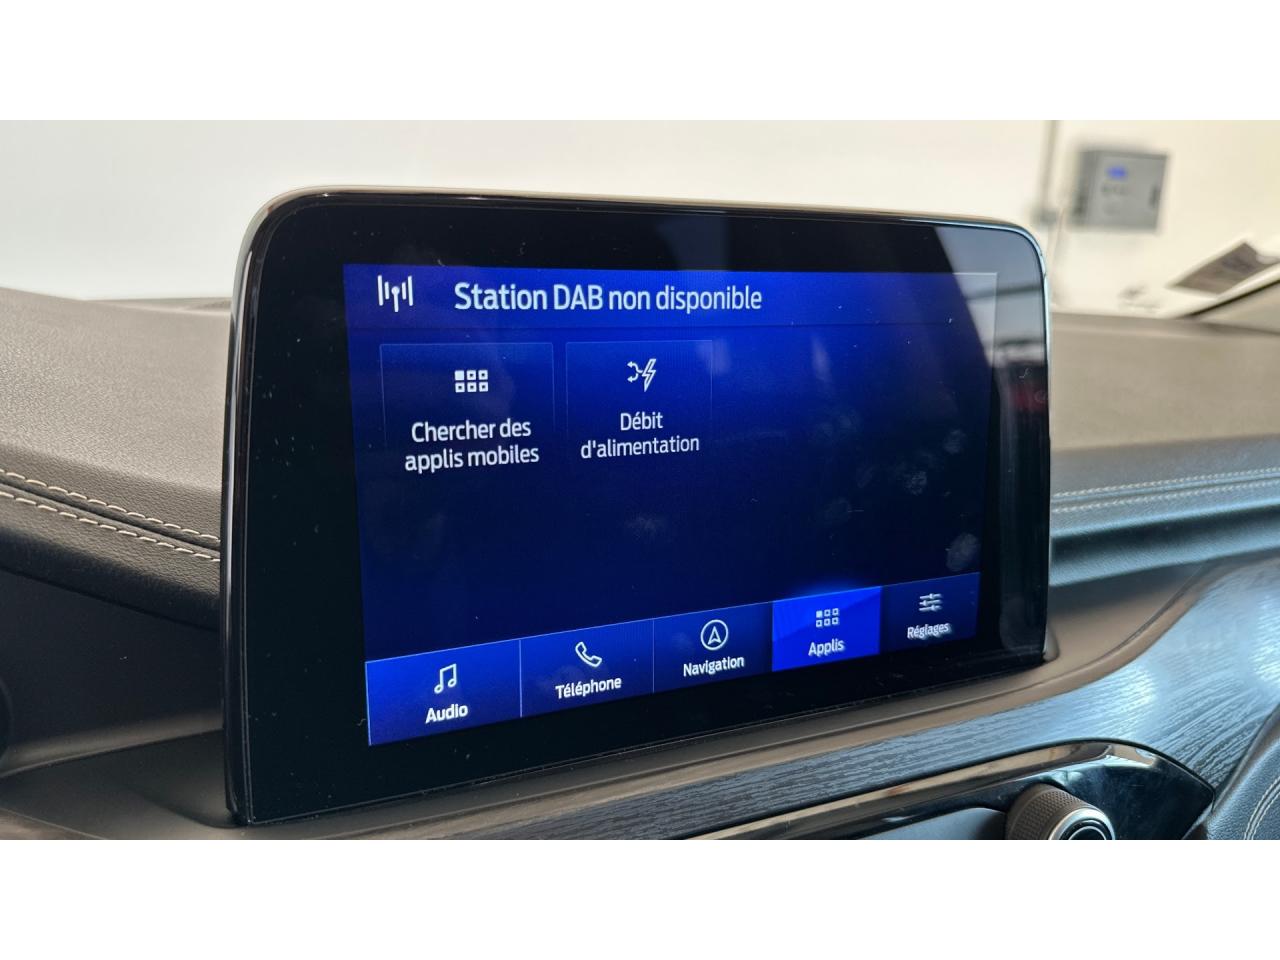 Station DAB non disponible
Chercher des
applis mobiles
Débit
d'alimentation
Audio
Téléphone
Navigation
Applis
Réglages